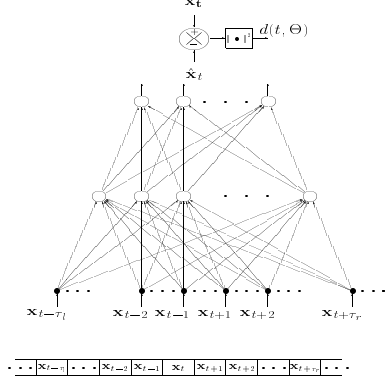 x_t
+ − | • |² d(t, Θ)
x̂_t
x_{t−τ_l} x_{t−2} x_{t−1} x_{t+1} x_{t+2} x_{t+τ_r}
x_{t−τ_l} x_{t−2} x_{t−1} x_t x_{t+1} x_{t+2} x_{t+τ_r}